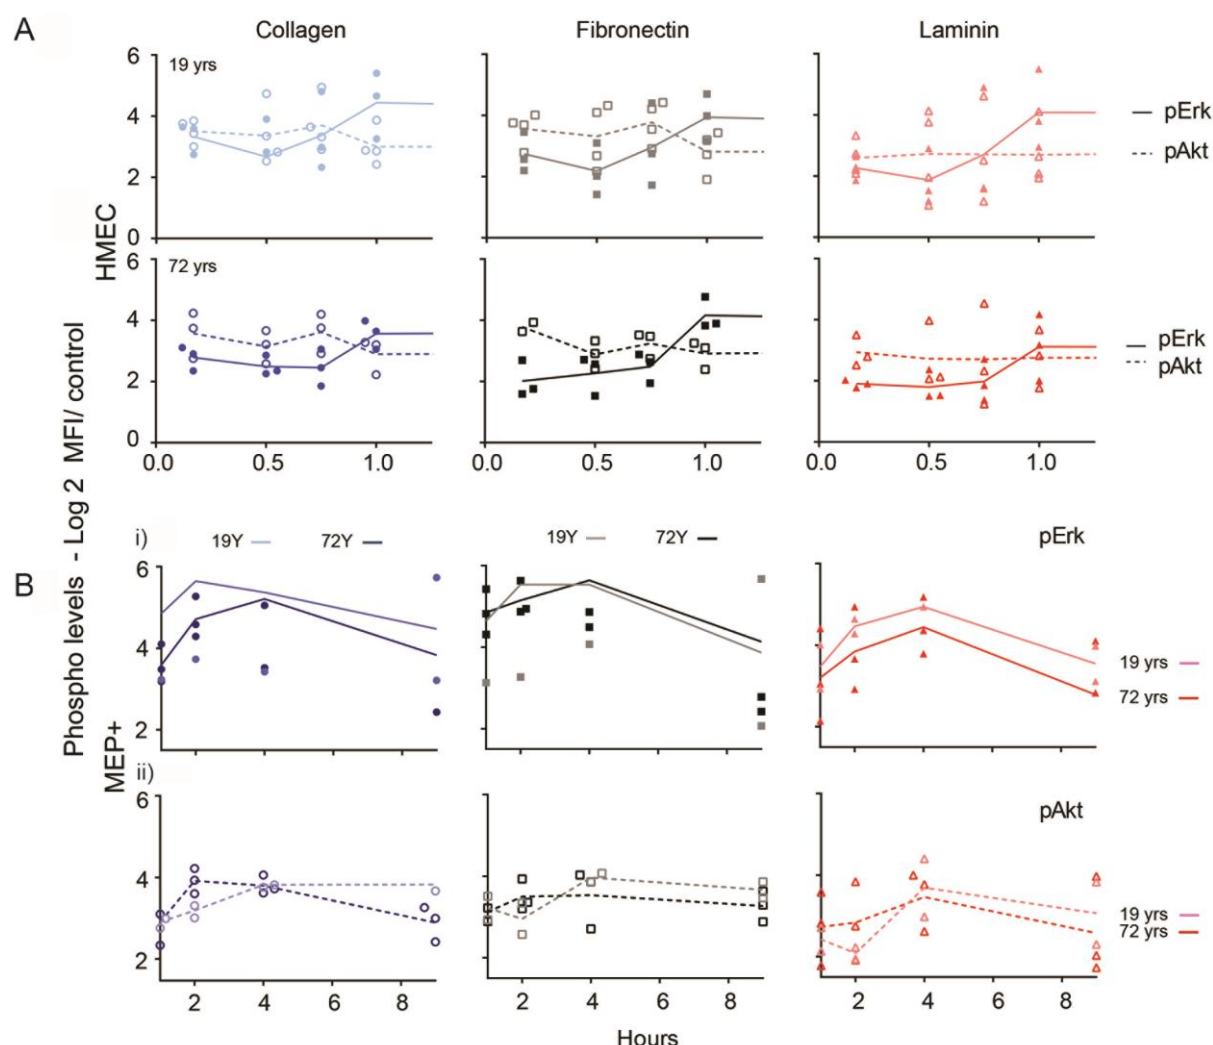 A
Collagen
Fibronectin
Laminin
6
4
2
0
19 yrs
pErk
pAkt
HMEC
6
4
2
0
72 yrs
pErk
pAkt
0.0 0.5 1.0
0.0 0.5 1.0
0.0 0.5 1.0
Phospho levels - Log 2 MFI/ control
B
i)
19Y
72Y
19Y
72Y
pErk
6
4
2
19 yrs
72 yrs
MEP+
ii)
pAkt
6
4
2
19 yrs
72 yrs
2 4 6 8
2 4 6 8
2 4 6 8
Hours